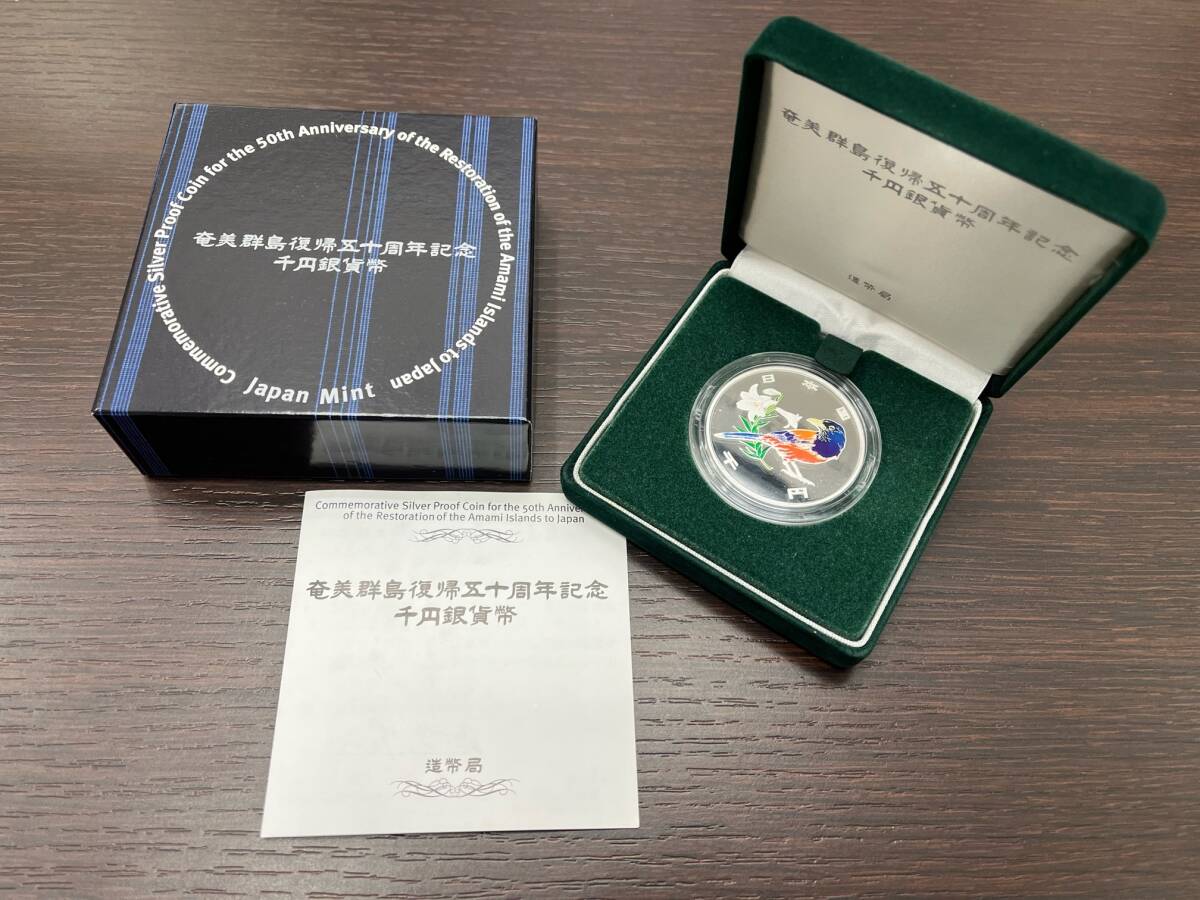 Commemorative Silver Proof Coin for the 50th Anniversary of the Restoration of the Amami Islands to Japan
奄美群島復帰五十周年記念
千円銀貨幣
Japan Mint
奄美群島復帰五十周年記念
千円銀貨幣
造幣局
日本国
千円
Commemorative Silver Proof Coin for the 50th
of the Restoration of the Amami Islands to Japan
奄美群島復帰五十周年記念
千円銀貨幣
造幣局